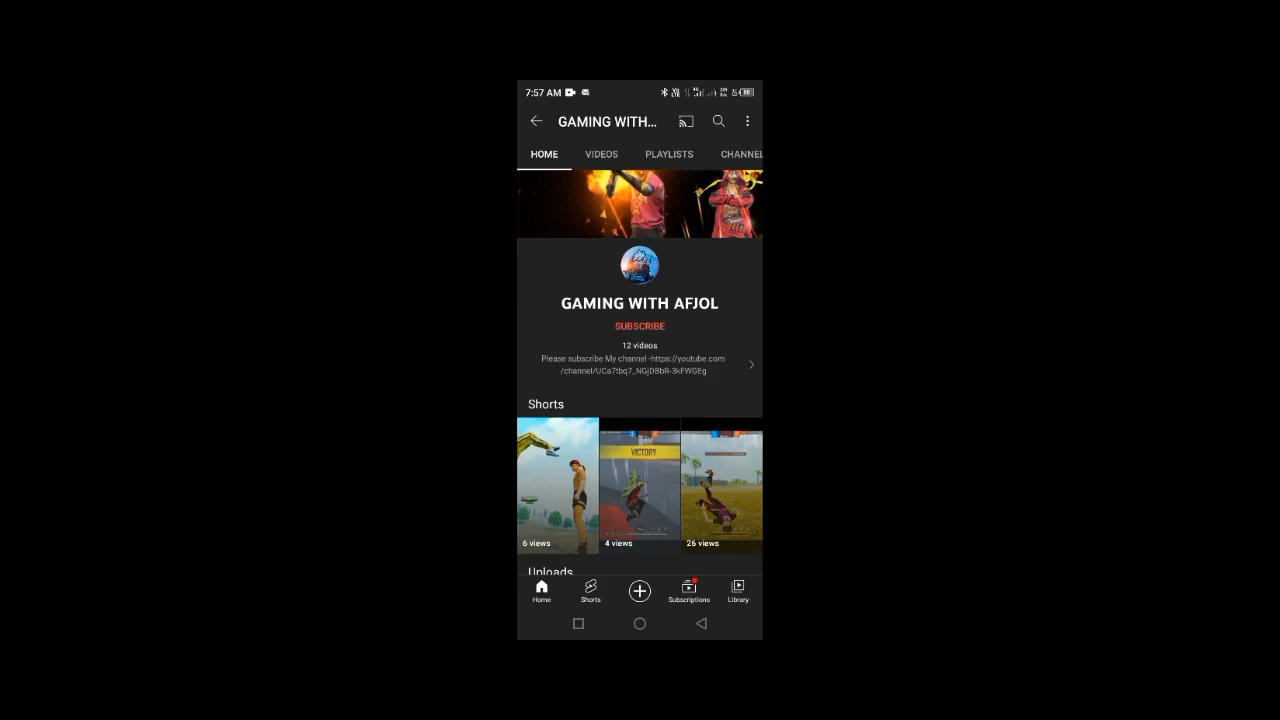 7:57 AM
GAMING WITH...
HOME VIDEOS PLAYLISTS CHANNEL
GAMING WITH AFJOL
SUBSCRIBE
12 videos
Please subscribe My channel -https://youtube.com
/channel/UCa7tbq7_NGjDBbR-3kFWGEg
Shorts
VICTORY
6 views 4 views 26 views
Uploads
Home Shorts Subscriptions Library